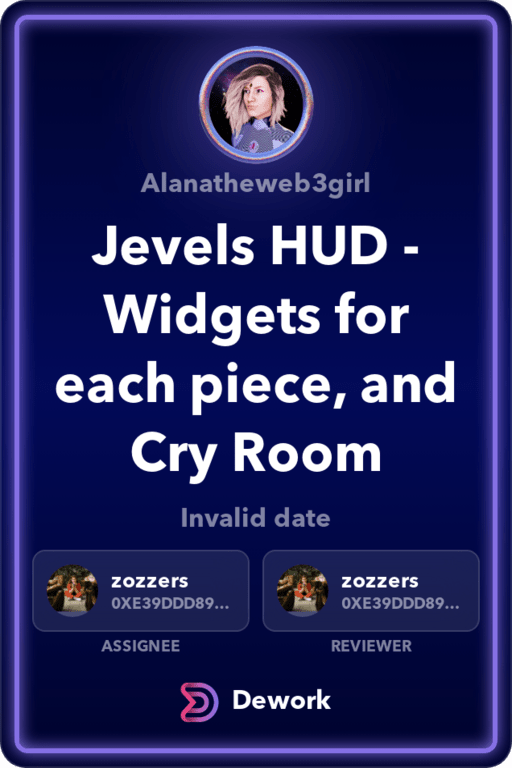 Alanatheweb3girl
Jevels HUD -
Widgets for
each piece, and
Cry Room
Invalid date
zozzers
0XE39DDD89...
zozzers
0XE39DDD89...
ASSIGNEE
REVIEWER
Dework